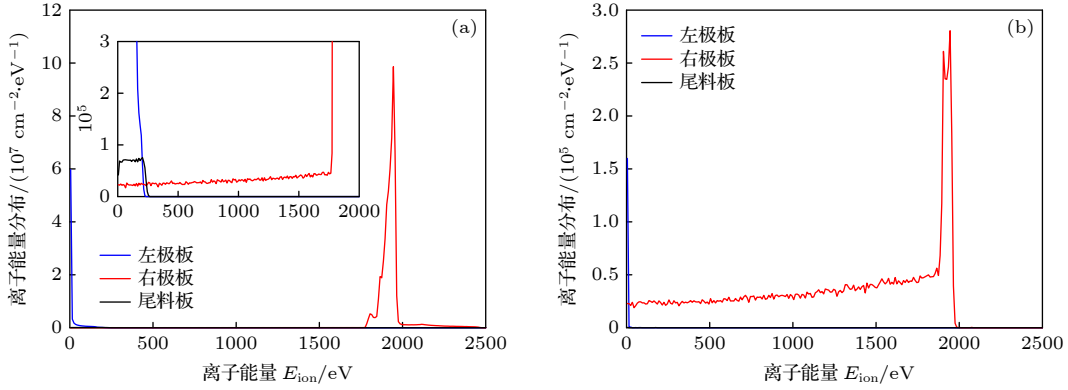 (a)
离子能量分布/(10⁷ cm⁻²·eV⁻¹)
12
10
8
6
4
2
0
10⁵
3
2
1
0
0 500 1000 1500 2000
左极板
右极板
尾料板
0 500 1000 1500 2000 2500
离子能量 E_ion/eV
(b)
离子能量分布/(10⁵ cm⁻²·eV⁻¹)
3.0
2.5
2.0
1.5
1.0
0.5
0
左极板
右极板
尾料板
0 500 1000 1500 2000 2500
离子能量 E_ion/eV